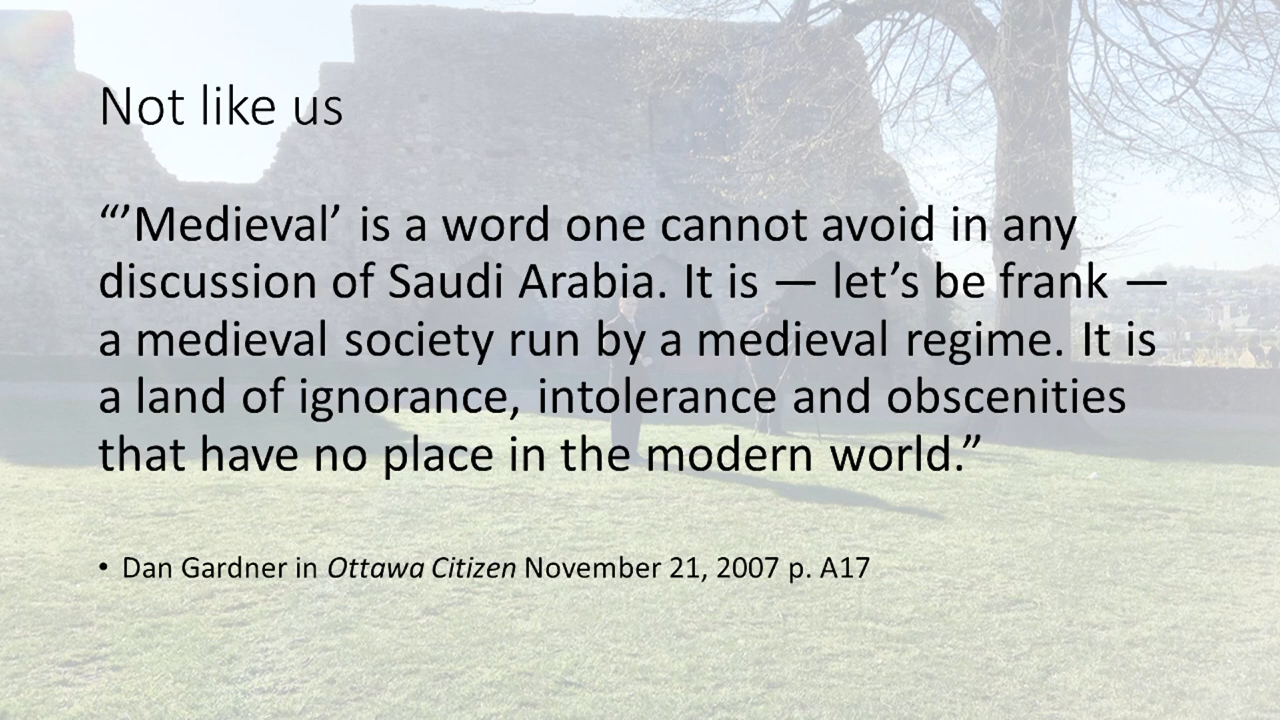 Not like us
“’Medieval’ is a word one cannot avoid in any
discussion of Saudi Arabia. It is — let’s be frank —
a medieval society run by a medieval regime. It is
a land of ignorance, intolerance and obscenities
that have no place in the modern world.”
• Dan Gardner in Ottawa Citizen November 21, 2007 p. A17